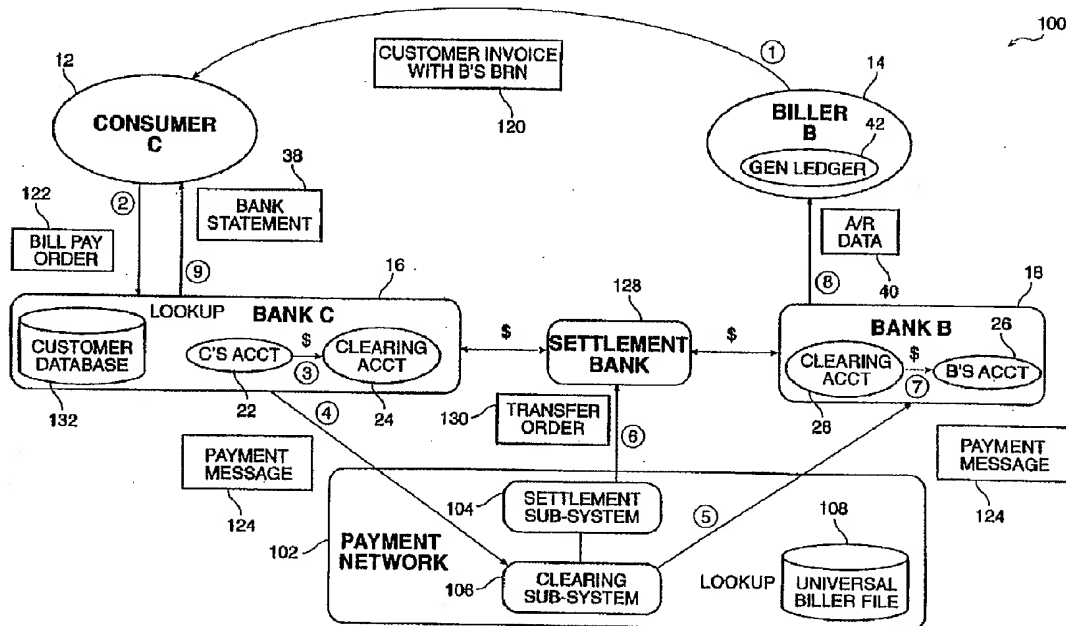 100
12
CUSTOMER INVOICE
WITH B'S BRN
120
1
14
CONSUMER
C
BILLER
B
42
GEN LEDGER
122
2
BILL PAY
ORDER
38
BANK
STATEMENT
9
A/R
DATA
40
8
16
18
LOOKUP
BANK C
CUSTOMER
DATABASE
132
C'S ACCT
22
$
3
CLEARING
ACCT
24
$
128
SETTLEMENT
BANK
$
BANK B
CLEARING
ACCT
28
$
7
26
B'S ACCT
4
130
TRANSFER
ORDER
6
PAYMENT
MESSAGE
124
PAYMENT
MESSAGE
124
5
102
PAYMENT
NETWORK
104
SETTLEMENT
SUB-SYSTEM
106
CLEARING
SUB-SYSTEM
LOOKUP
108
UNIVERSAL
BILLER FILE